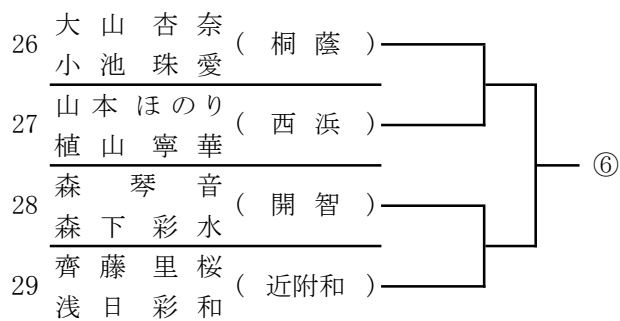 26 大山杏奈 (桐蔭)
小池珠愛
27 山本ほのり (西浜)
植山寧華
⑥
28 森琴音 (開智)
森下彩水
29 齊藤里桜 (近附和)
浅日彩和